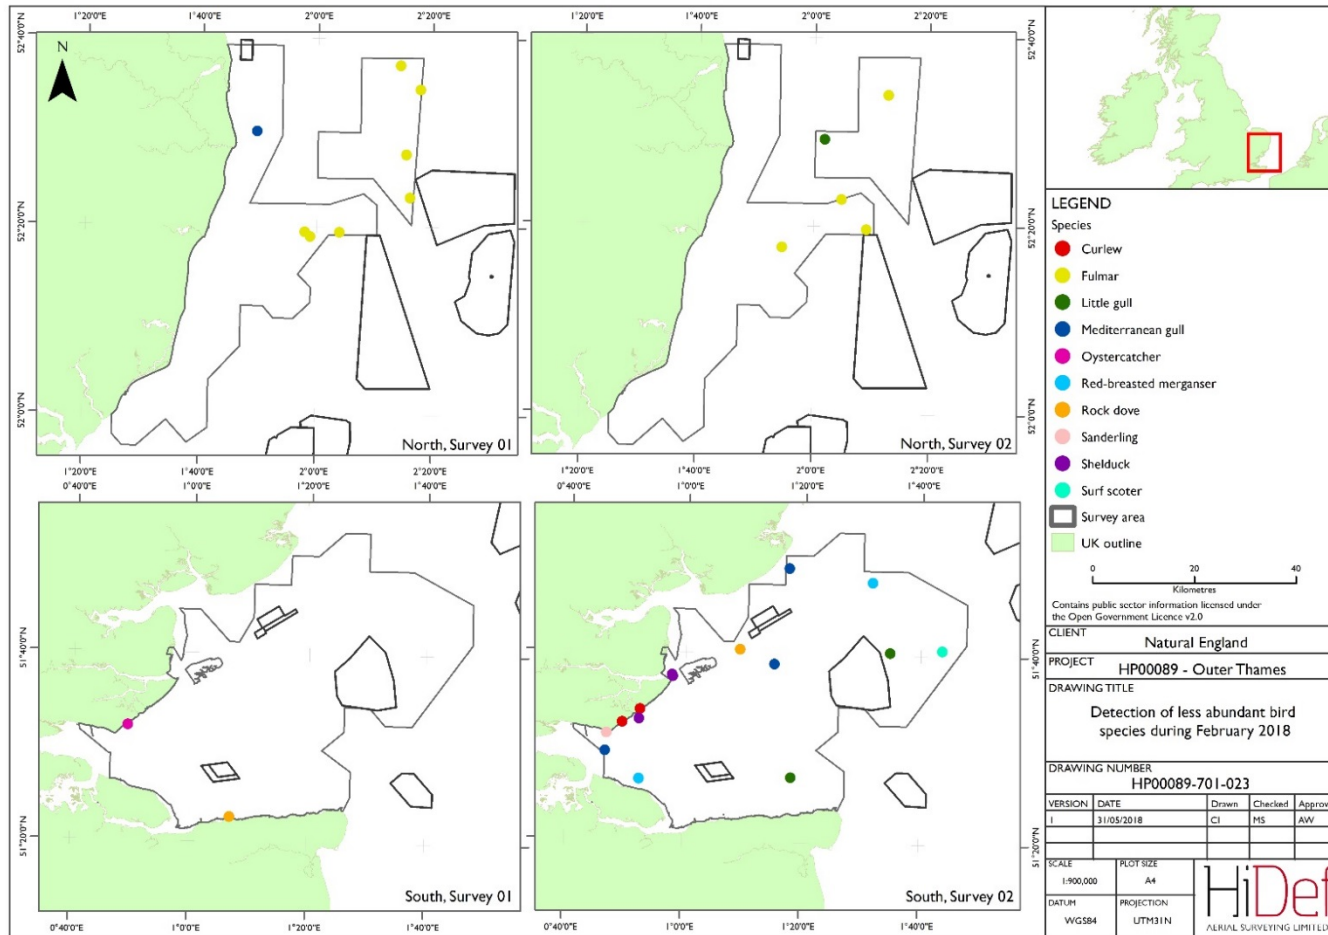 1°20'0"E 1°40'0"E 2°0'0"E 2°20'0"E 1°20'0"E 1°40'0"E 2°0'0"E 2°20'0"E
52°40'0"N
52°20'0"N
52°0'0"N
N
North, Survey 01
52°40'0"N
52°20'0"N
52°0'0"N
North, Survey 02
1°20'0"E 1°40'0"E 2°0'0"E 2°20'0"E 1°20'0"E 1°40'0"E 2°0'0"E 2°20'0"E
0°40'0"E 1°0'0"E 1°20'0"E 1°40'0"E 0°40'0"E 1°0'0"E 1°20'0"E 1°40'0"E
51°40'0"N
51°20'0"N
South, Survey 01
51°40'0"N
51°20'0"N
South, Survey 02
0°40'0"E 1°0'0"E 1°20'0"E 1°40'0"E 0°40'0"E 1°0'0"E 1°20'0"E 1°40'0"E
LEGEND
Species
Curlew
Fulmar
Little gull
Mediterranean gull
Oystercatcher
Red-breasted merganser
Rock dove
Sanderling
Shelduck
Surf scoter
Survey area
UK outline
0 20 40
Kilometres
Contains public sector information licensed under
the Open Government Licence v2.0
CLIENT
Natural England
PROJECT
HP00089 - Outer Thames
DRAWING TITLE
Detection of less abundant bird
species during February 2018
DRAWING NUMBER
HP00089-701-023
VERSION DATE Drawn Checked Approv
1 31/05/2018 CI MS AW
SCALE PLOT SIZE
1:900,000 A4
DATUM PROJECTION
WGS84 UTM31N
HiDef
AERIAL SURVEYING LIMITED